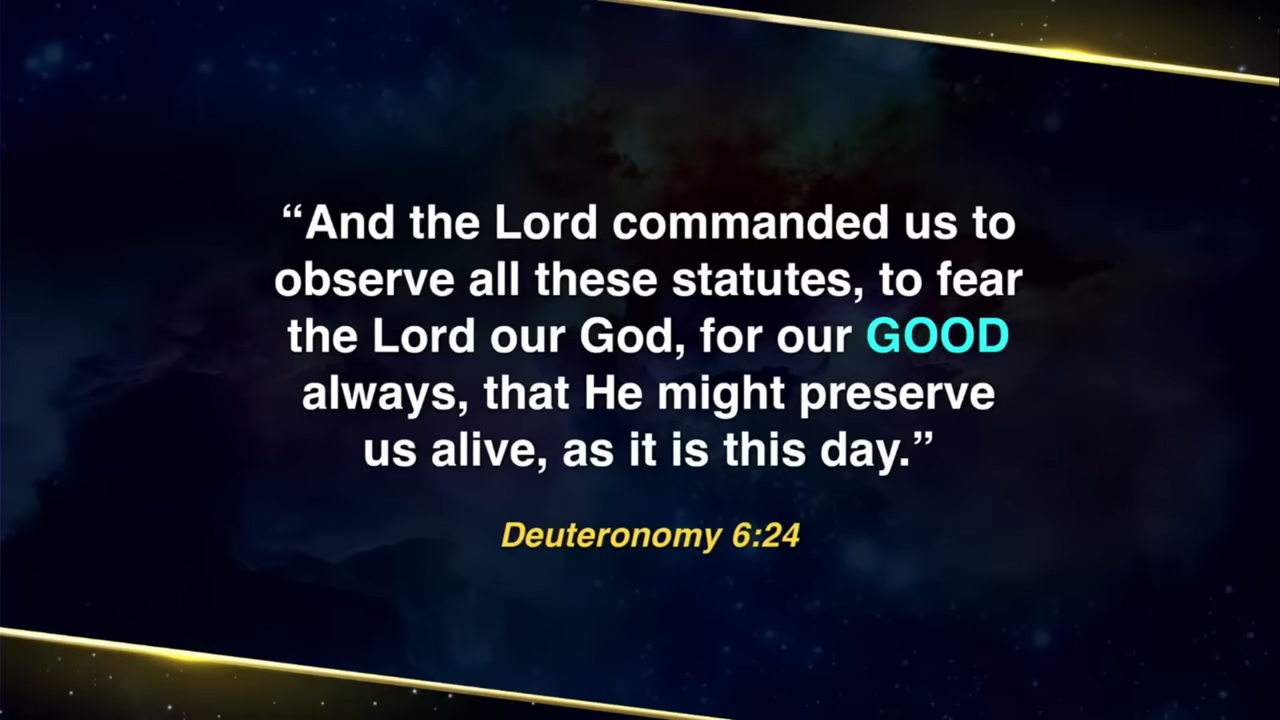 “And the Lord commanded us to
observe all these statutes, to fear
the Lord our God, for our GOOD
always, that He might preserve
us alive, as it is this day.”
Deuteronomy 6:24